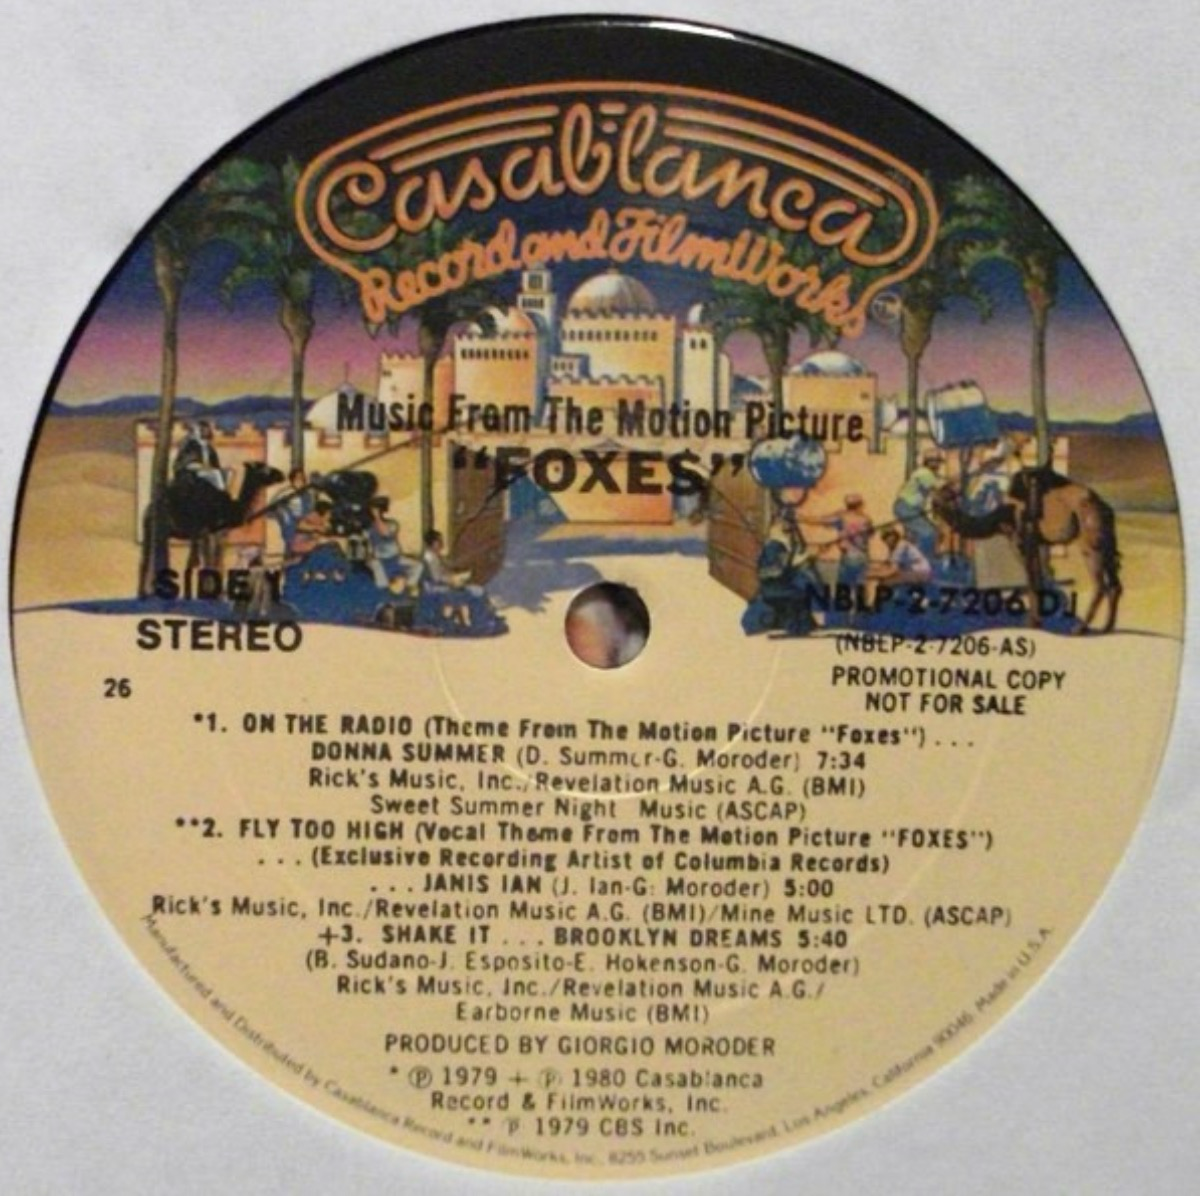 Casablanca
Record and FilmWorks
TM
Music From The Motion Picture
"FOXES"
SIDE 1
STEREO
26
NBLP-2-7206 DJ
(NBLP-2-7206-AS)
PROMOTIONAL COPY
NOT FOR SALE
*1. ON THE RADIO (Theme From The Motion Picture "Foxes") . . .
DONNA SUMMER (D. Summer-G. Moroder) 7:34
Rick's Music, Inc./Revelation Music A.G. (BMI)
Sweet Summer Night Music (ASCAP)
**2. FLY TOO HIGH (Vocal Theme From The Motion Picture "FOXES")
. . . (Exclusive Recording Artist of Columbia Records)
. . . JANIS IAN (J. Ian-G. Moroder) 5:00
Rick's Music, Inc./Revelation Music A.G. (BMI)/Mine Music LTD. (ASCAP)
+3. SHAKE IT . . . BROOKLYN DREAMS 5:40
(B. Sudano-J. Esposito-E. Hokenson-G. Moroder)
Rick's Music, Inc./Revelation Music A.G./
Earborne Music (BMI)
PRODUCED BY GIORGIO MORODER
* ℗ 1979 + ℗ 1980 Casablanca
Record & FilmWorks, Inc.
** ℗ 1979 CBS Inc.
Manufactured and Distributed by Casablanca Record and FilmWorks, Inc., 8255 Sunset Boulevard, Los Angeles, California 90046. Made in U.S.A.